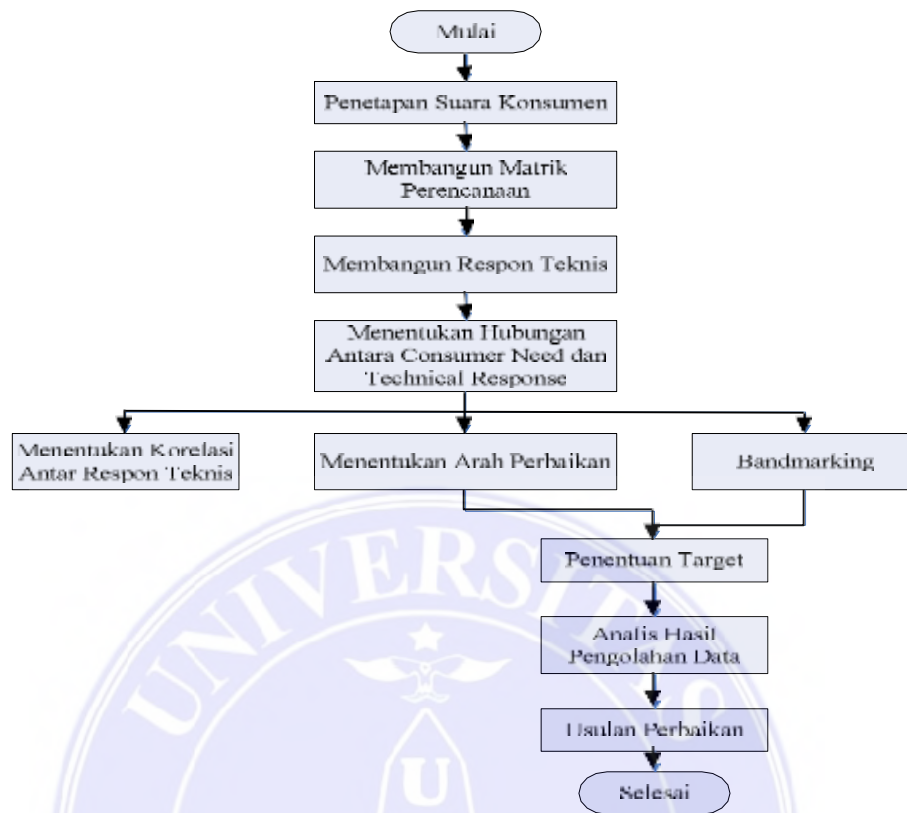 Mulai
Penetapan Suara Konsumen
Membangun Matrik
Perencanaan
Membangun Respon Teknis
Menentukan Hubungan
Antara Consumer Need dan
Technical Response
Menentukan Korelasi
Antar Respon Teknis
Menentukan Arah Perbaikan
Bandmarking
Penentuan Target
Analis Hasil
Pengolahan Data
Usulan Perbaikan
Selesai
UNIVERSITAS
U